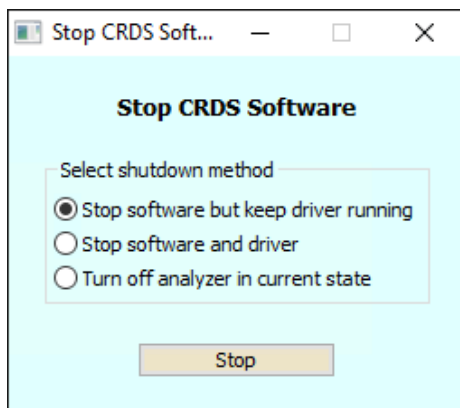 Stop CRDS Soft...
Stop CRDS Software
Select shutdown method
Stop software but keep driver running
Stop software and driver
Turn off analyzer in current state
Stop